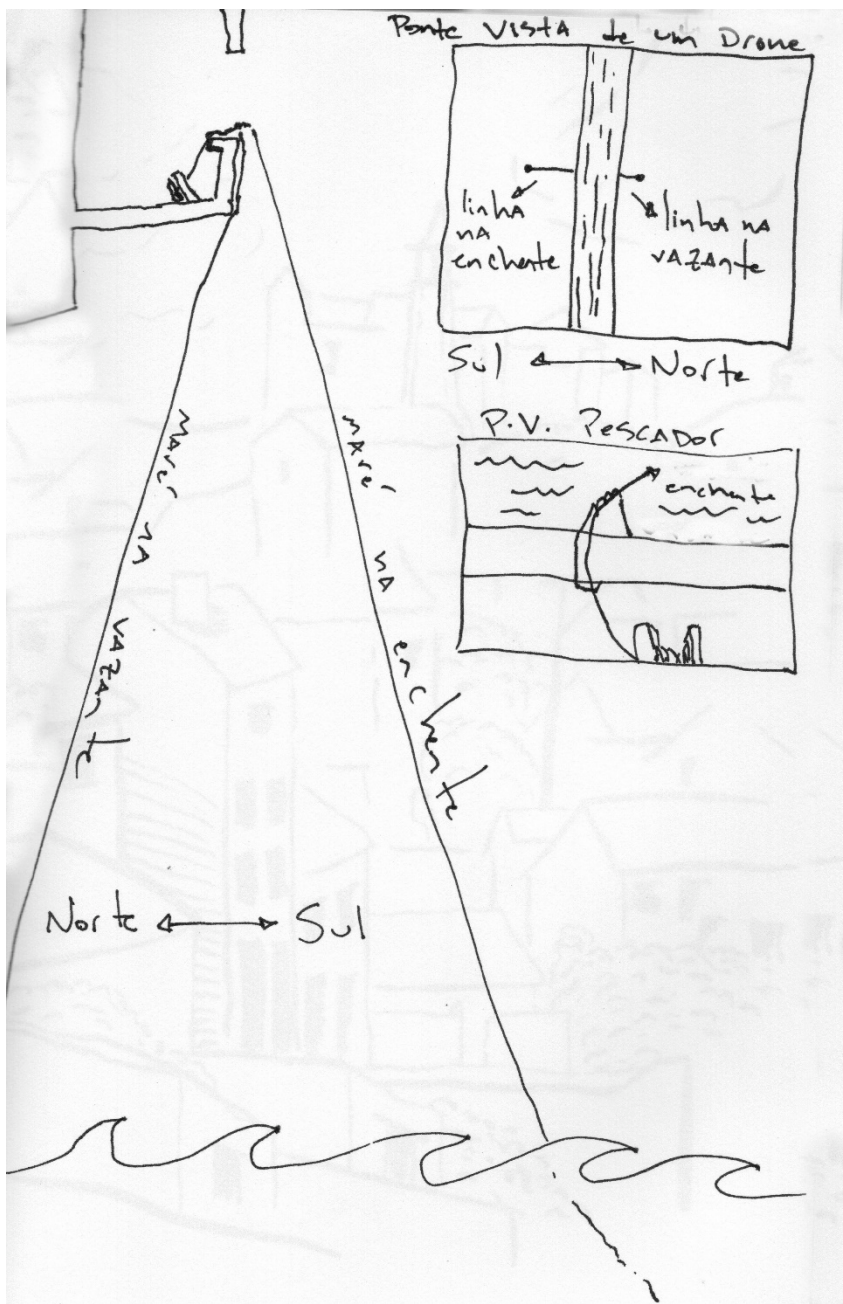 Ponte Vista de um Drone
linha
na
enchente
linha na
vazante
Sul Norte
P.V. Pescador
enchente
maré na vazante
maré na enchente
Norte Sul